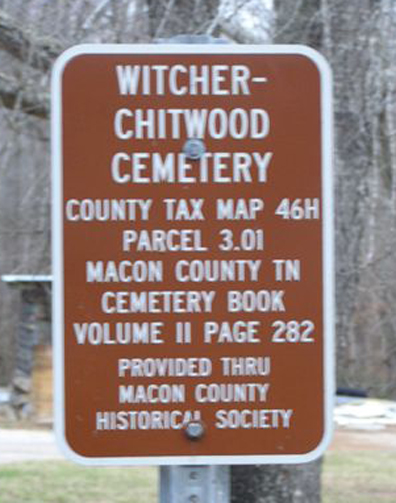 WITCHER-
CHITWOOD
CEMETERY
COUNTY TAX MAP 46H
PARCEL 3.01
MACON COUNTY TN
CEMETERY BOOK
VOLUME II PAGE 282
PROVIDED THRU
MACON COUNTY
HISTORICAL SOCIETY